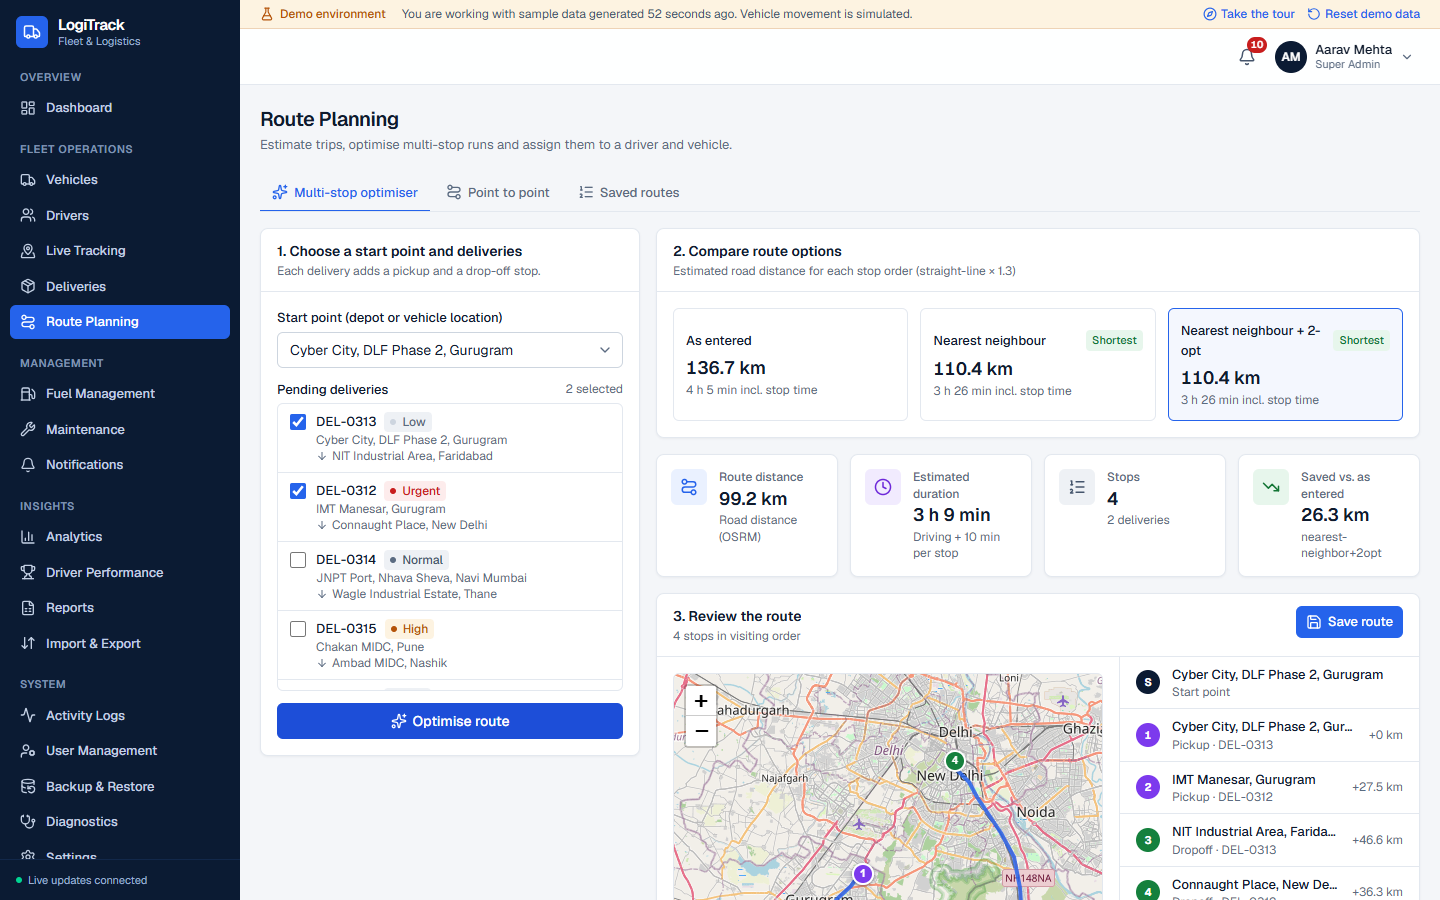 LogiTrack
Fleet & Logistics
OVERVIEW
Dashboard
FLEET OPERATIONS
Vehicles
Drivers
Live Tracking
Deliveries
Route Planning
MANAGEMENT
Fuel Management
Maintenance
Notifications
INSIGHTS
Analytics
Driver Performance
Reports
Import & Export
SYSTEM
Activity Logs
User Management
Backup & Restore
Diagnostics
Settings
Live updates connected
Demo environment You are working with sample data generated 52 seconds ago. Vehicle movement is simulated.
Take the tour Reset demo data
10
AM
Aarav Mehta
Super Admin
Route Planning
Estimate trips, optimise multi-stop runs and assign them to a driver and vehicle.
Multi-stop optimiser Point to point Saved routes
1. Choose a start point and deliveries
Each delivery adds a pickup and a drop-off stop.
Start point (depot or vehicle location)
Cyber City, DLF Phase 2, Gurugram
Pending deliveries 2 selected
DEL-0313 Low
Cyber City, DLF Phase 2, Gurugram
↓ NIT Industrial Area, Faridabad
DEL-0312 Urgent
IMT Manesar, Gurugram
↓ Connaught Place, New Delhi
DEL-0314 Normal
JNPT Port, Nhava Sheva, Navi Mumbai
↓ Wagle Industrial Estate, Thane
DEL-0315 High
Chakan MIDC, Pune
↓ Ambad MIDC, Nashik
Optimise route
2. Compare route options
Estimated road distance for each stop order (straight-line × 1.3)
As entered
136.7 km
4 h 5 min incl. stop time
Nearest neighbour Shortest
110.4 km
3 h 26 min incl. stop time
Nearest neighbour + 2-
opt
Shortest
110.4 km
3 h 26 min incl. stop time
Route distance
99.2 km
Road distance
(OSRM)
Estimated
duration
3 h 9 min
Driving + 10 min
per stop
Stops
4
2 deliveries
Saved vs. as
entered
26.3 km
nearest-
neighbor+2opt
3. Review the route
4 stops in visiting order
Save route
+
−
Loni
ahadurgarh
Delhi
Ghazia
Delhi
4
New Delhi
Najafgarh
Noida
1
NH148NA
Gurugram
S
Cyber City, DLF Phase 2, Gurugram
Start point
1
Cyber City, DLF Phase 2, Gur...
Pickup · DEL-0313
+0 km
2
IMT Manesar, Gurugram
Pickup · DEL-0312
+27.5 km
3
NIT Industrial Area, Farida...
Dropoff · DEL-0313
+46.6 km
4
Connaught Place, New De...
Dropoff · DEL-0312
+36.3 km